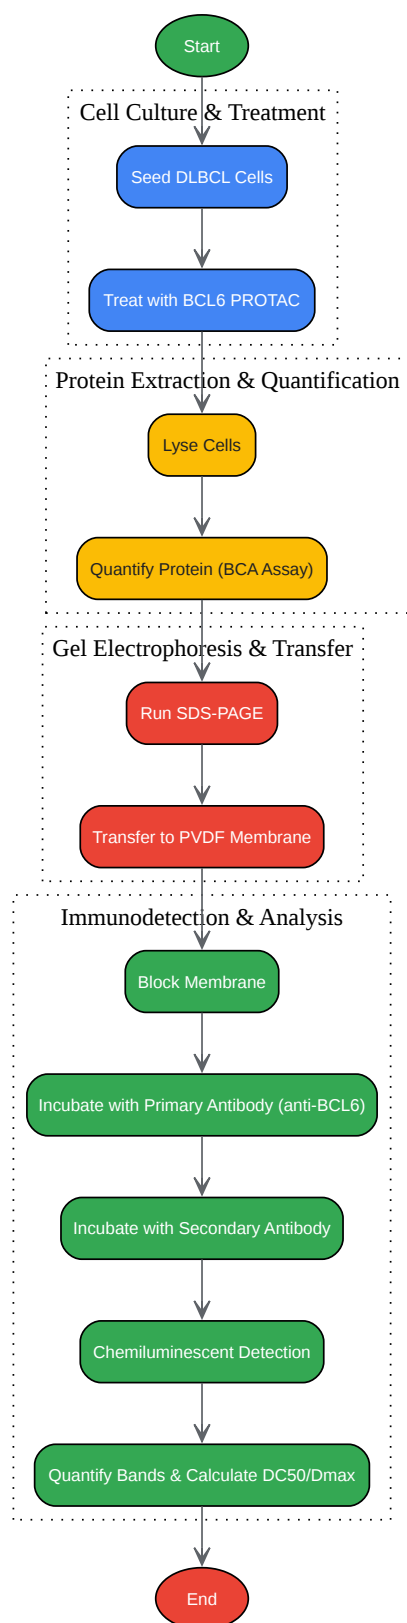 Start
Cell Culture & Treatment
Seed DLBCL Cells
Treat with BCL6 PROTAC
Protein Extraction & Quantification
Lyse Cells
Quantify Protein (BCA Assay)
Gel Electrophoresis & Transfer
Run SDS-PAGE
Transfer to PVDF Membrane
Immunodetection & Analysis
Block Membrane
Incubate with Primary Antibody (anti-BCL6)
Incubate with Secondary Antibody
Chemiluminescent Detection
Quantify Bands & Calculate DC50/Dmax
End